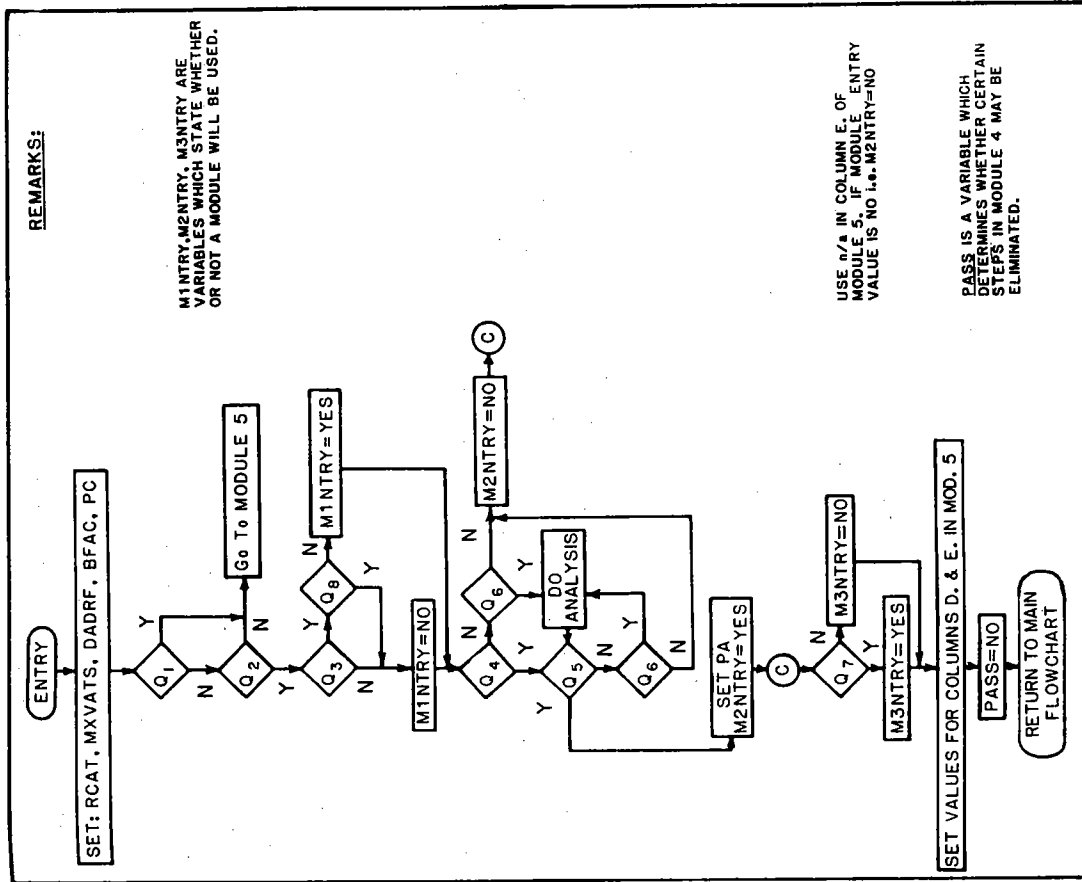 REMARKS:
ENTRY
SET: RCAT, MXVATS, DADRF, BFAC, PC
M1NTRY, M2NTRY, M3NTRY ARE
VARIABLES WHICH STATE WHETHER
OR NOT A MODULE WILL BE USED.
Q1
Y
N
Q2
N
Go To MODULE 5
Y
Q3
Y
Q8
N
M1NTRY=YES
Y
N
M1NTRY=NO
Q4
N
Q6
N
M2NTRY=NO
C
Y
Y
DO
ANALYSIS
Q5
Y
N
Q6
Y
N
SET PA
M2NTRY=YES
C
Q7
N
M3NTRY=NO
Y
M3NTRY=YES
USE n/a IN COLUMN E. OF
MODULE 5. IF MODULE ENTRY
VALUE IS NO i.e. M2NTRY=NO
SET VALUES FOR COLUMNS D. & E. IN MOD. 5
PASS=NO
PASS IS A VARIABLE WHICH
DETERMINES WHETHER CERTAIN
STEPS IN MODULE 4 MAY BE
ELIMINATED.
RETURN TO MAIN
FLOWCHART